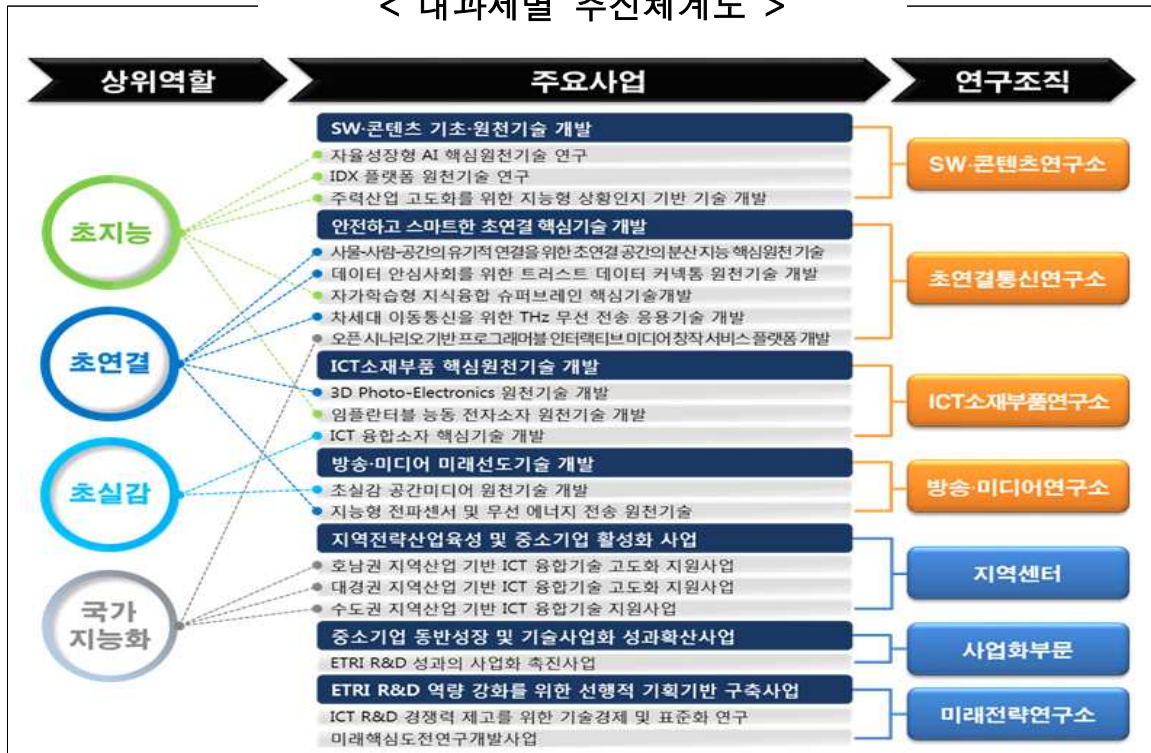 < 대과제별 추진체계도 >
상위역할
주요사업
연구조직
초지능
초연결
초실감
국가
지능화
SW·콘텐츠 기초·원천기술 개발
자율성장형 AI 핵심원천기술 연구
IDX 플랫폼 원천기술 연구
주력산업 고도화를 위한 지능형 상황인지 기반 기술 개발
안전하고 스마트한 초연결 핵심기술 개발
사물-사람-공간의 유기적 연결을 위한 초연결 공간의 분산 지능 핵심원천 기술
데이터 안심사회를 위한 트러스트 데이터 커넥톰 원천기술 개발
자가학습형 지식융합 슈퍼브레인 핵심기술개발
차세대 이동통신을 위한 THz 무선 전송 응용기술 개발
오픈 시나리오 기반 프로그래머블 인터랙티브 미디어 창작 서비스 플랫폼 개발
ICT소재부품 핵심원천기술 개발
3D Photo-Electronics 원천기술 개발
임플란터블 능동 전자소자 원천기술 개발
ICT 융합소자 핵심기술 개발
방송·미디어 미래선도기술 개발
초실감 공간미디어 원천기술 개발
지능형 전파센서 및 무선 에너지 전송 원천기술
지역전략산업육성 및 중소기업 활성화 사업
호남권 지역산업 기반 ICT 융합기술 고도화 지원사업
대경권 지역산업 기반 ICT 융합기술 고도화 지원사업
수도권 지역산업 기반 ICT 융합기술 지원사업
중소기업 동반성장 및 기술사업화 성과확산사업
ETRI R&D 성과의 사업화 촉진사업
ETRI R&D 역량 강화를 위한 선행적 기획기반 구축사업
ICT R&D 경쟁력 제고를 위한 기술경제 및 표준화 연구
미래핵심도전연구개발사업
SW·콘텐츠연구소
초연결통신연구소
ICT소재부품연구소
방송·미디어연구소
지역센터
사업화부문
미래전략연구소